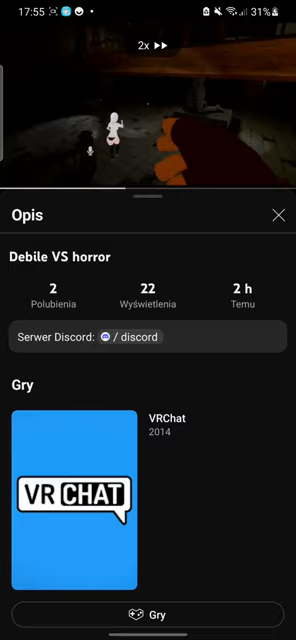 17:55
31%
2x
Opis
Debile VS horror
2 22 2 h
Polubienia Wyświetlenia Temu
Serwer Discord: / discord
Gry
VRChat
2014
VR CHAT
Gry